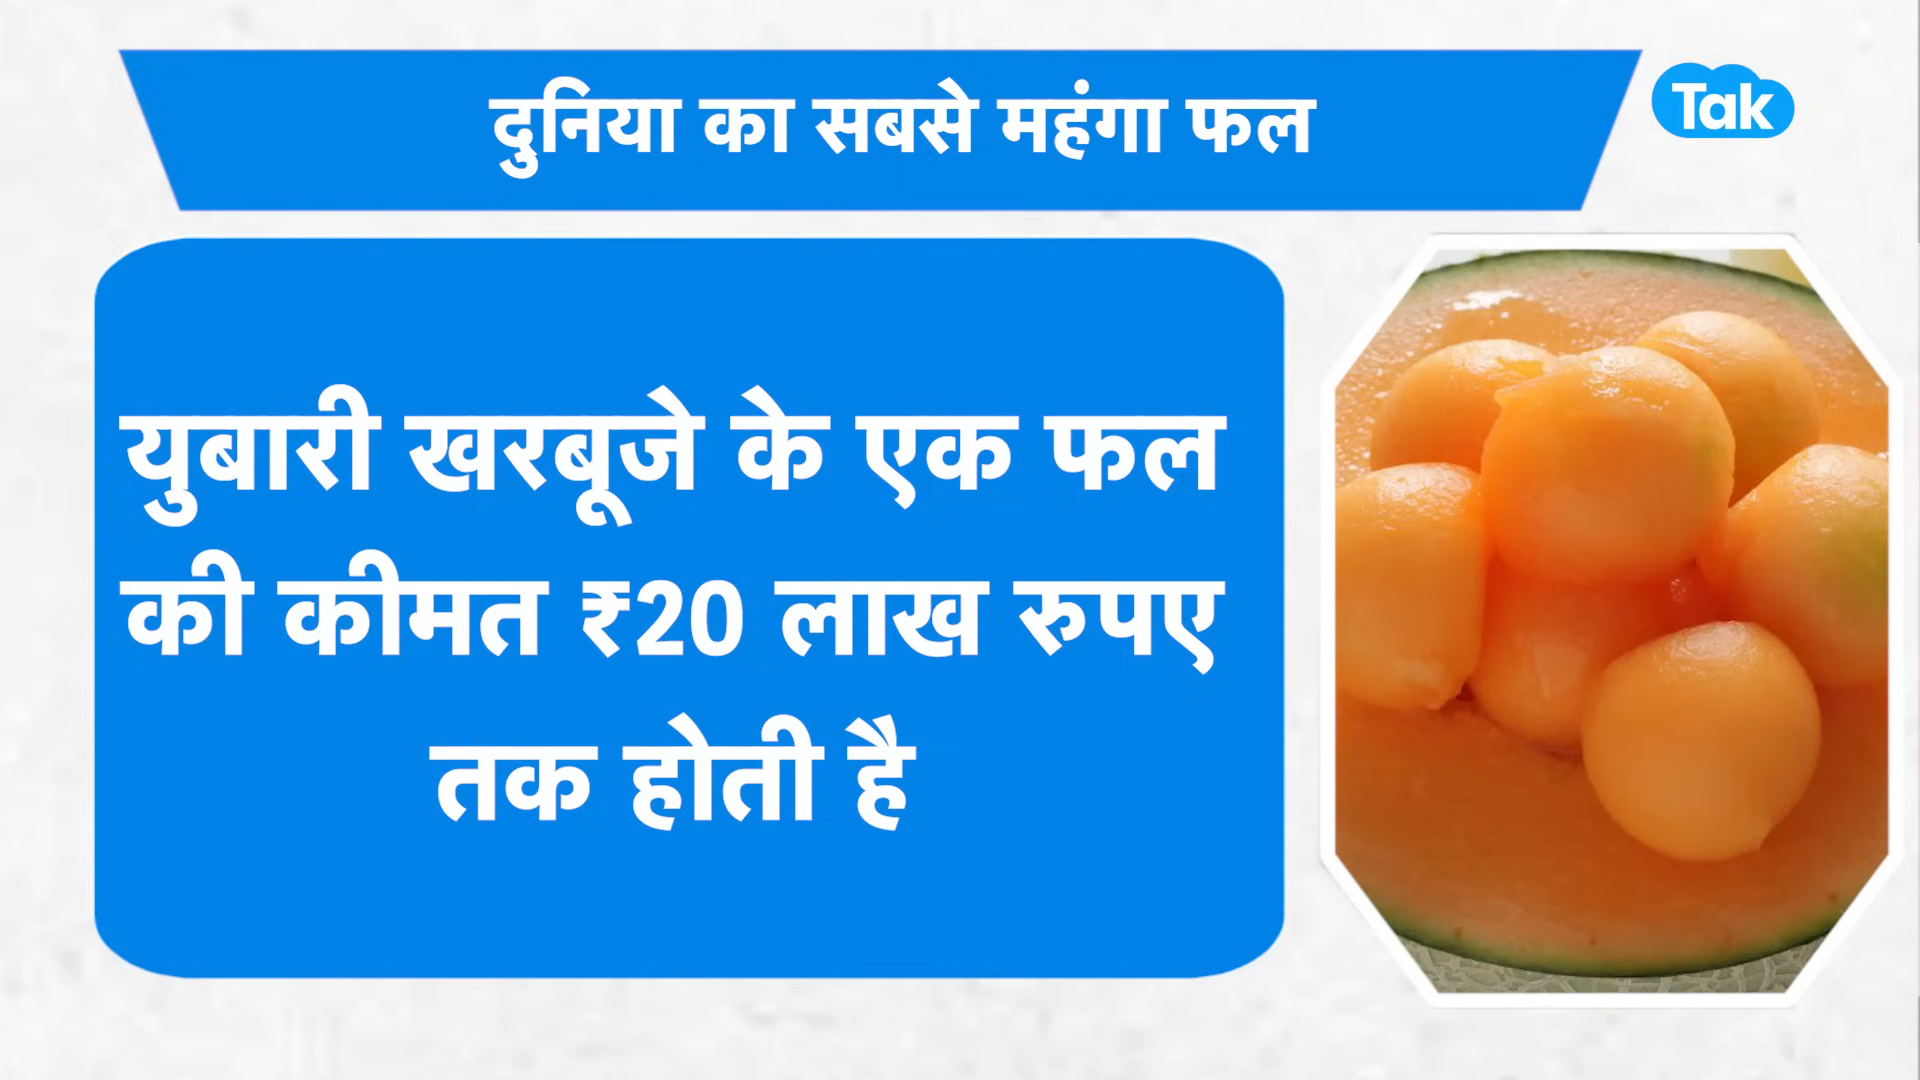 दुनिया का सबसे महंगा फल
Tak
युबारी खरबूजे के एक फल
की कीमत ₹20 लाख रुपए
तक होती है